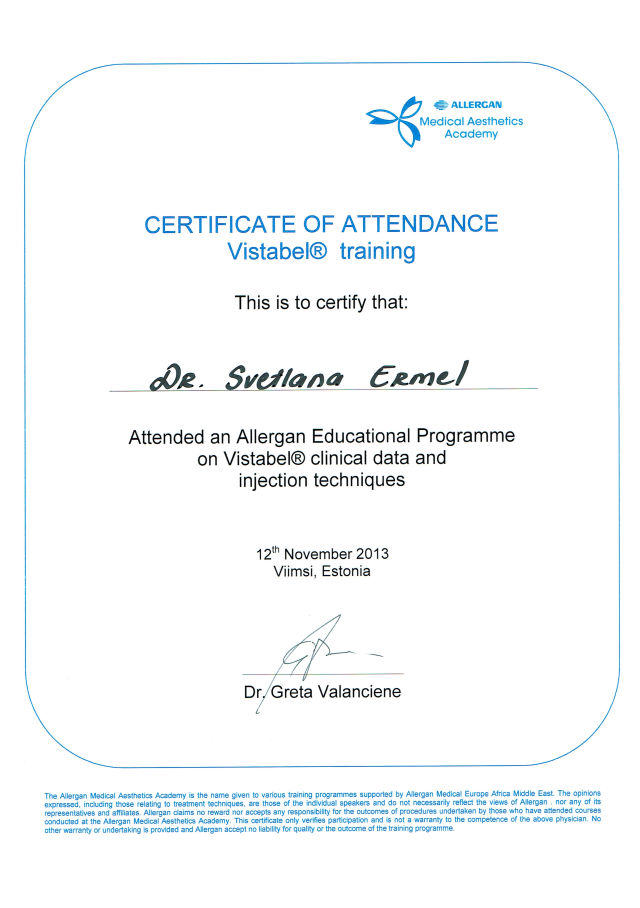 ALLERGAN
Medical Aesthetics
Academy
CERTIFICATE OF ATTENDANCE
Vistabel® training
This is to certify that:
Dr. Svetlana Ermel
Attended an Allergan Educational Programme
on Vistabel® clinical data and
injection techniques
12th November 2013
Viimsi, Estonia
Dr. Greta Valanciene
The Allergan Medical Aesthetics Academy is the name given to various training programmes supported by Allergan Medical Europe Africa Middle East. The opinions
expressed, including those relating to treatment techniques, are those of the individual speakers and do not necessarily reflect the views of Allergan . nor any of its
representatives and affiliates. Allergan claims no reward nor accepts any responsibility for the outcomes of procedures undertaken by those who have attended courses
conducted at the Allergan Medical Aesthetics Academy. This certificate only verifies participation and is not a warranty to the competence of the above physician. No
other warranty or undertaking is provided and Allergan accept no liability for quality or the outcome of the training programme.